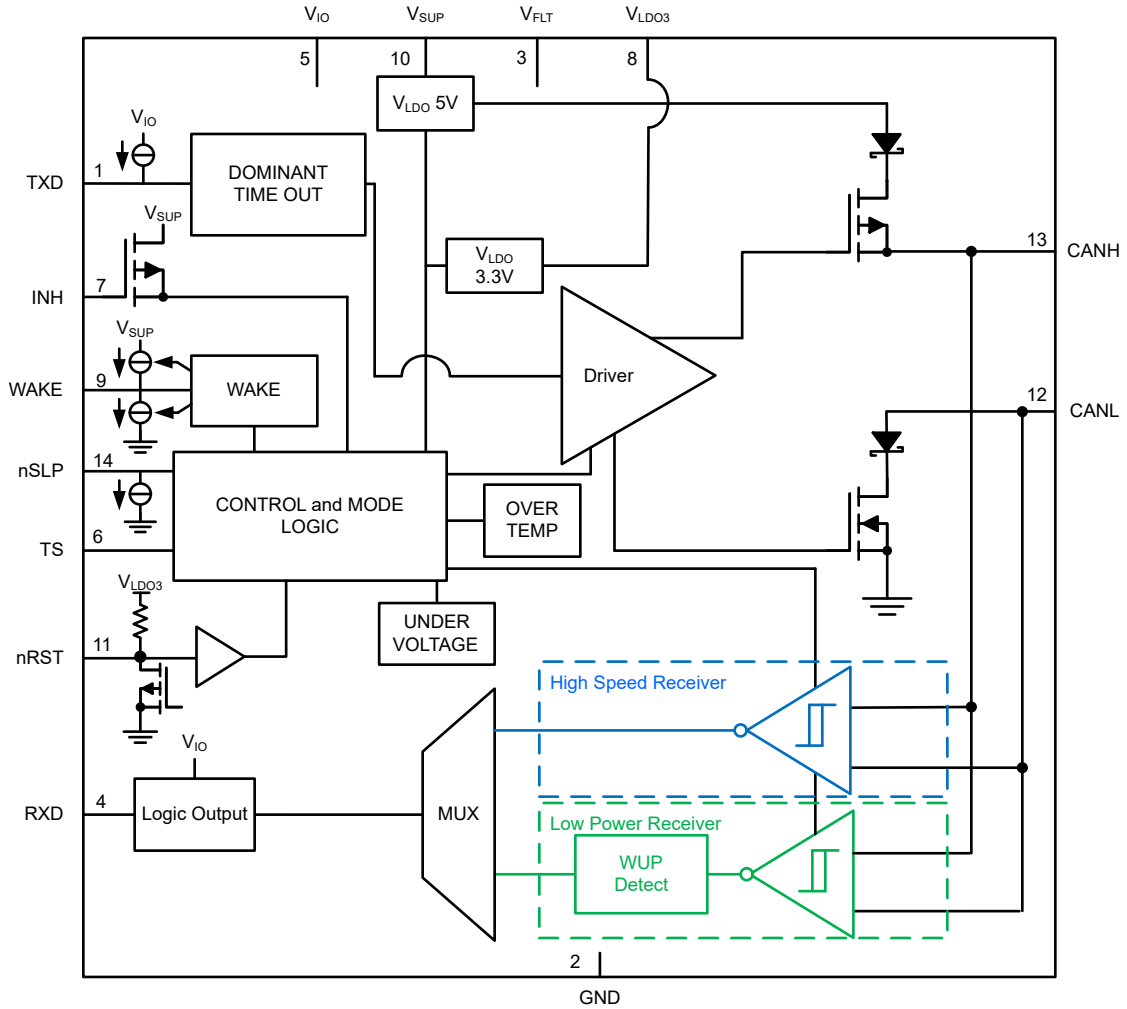 VIO VSUP VFLT VLDO3
5 10 3 8
VLDO 5V
VIO
1
TXD
DOMINANT
TIME OUT
VSUP
7
INH
VLDO
3.3V
13
CANH
VSUP
9
WAKE
WAKE
Driver
12
CANL
14
nSLP
CONTROL and MODE
LOGIC
OVER
TEMP
6
TS
VLDO3
UNDER
VOLTAGE
11
nRST
High Speed Receiver
VIO
4
RXD
Logic Output
MUX
Low Power Receiver
WUP
Detect
2
GND